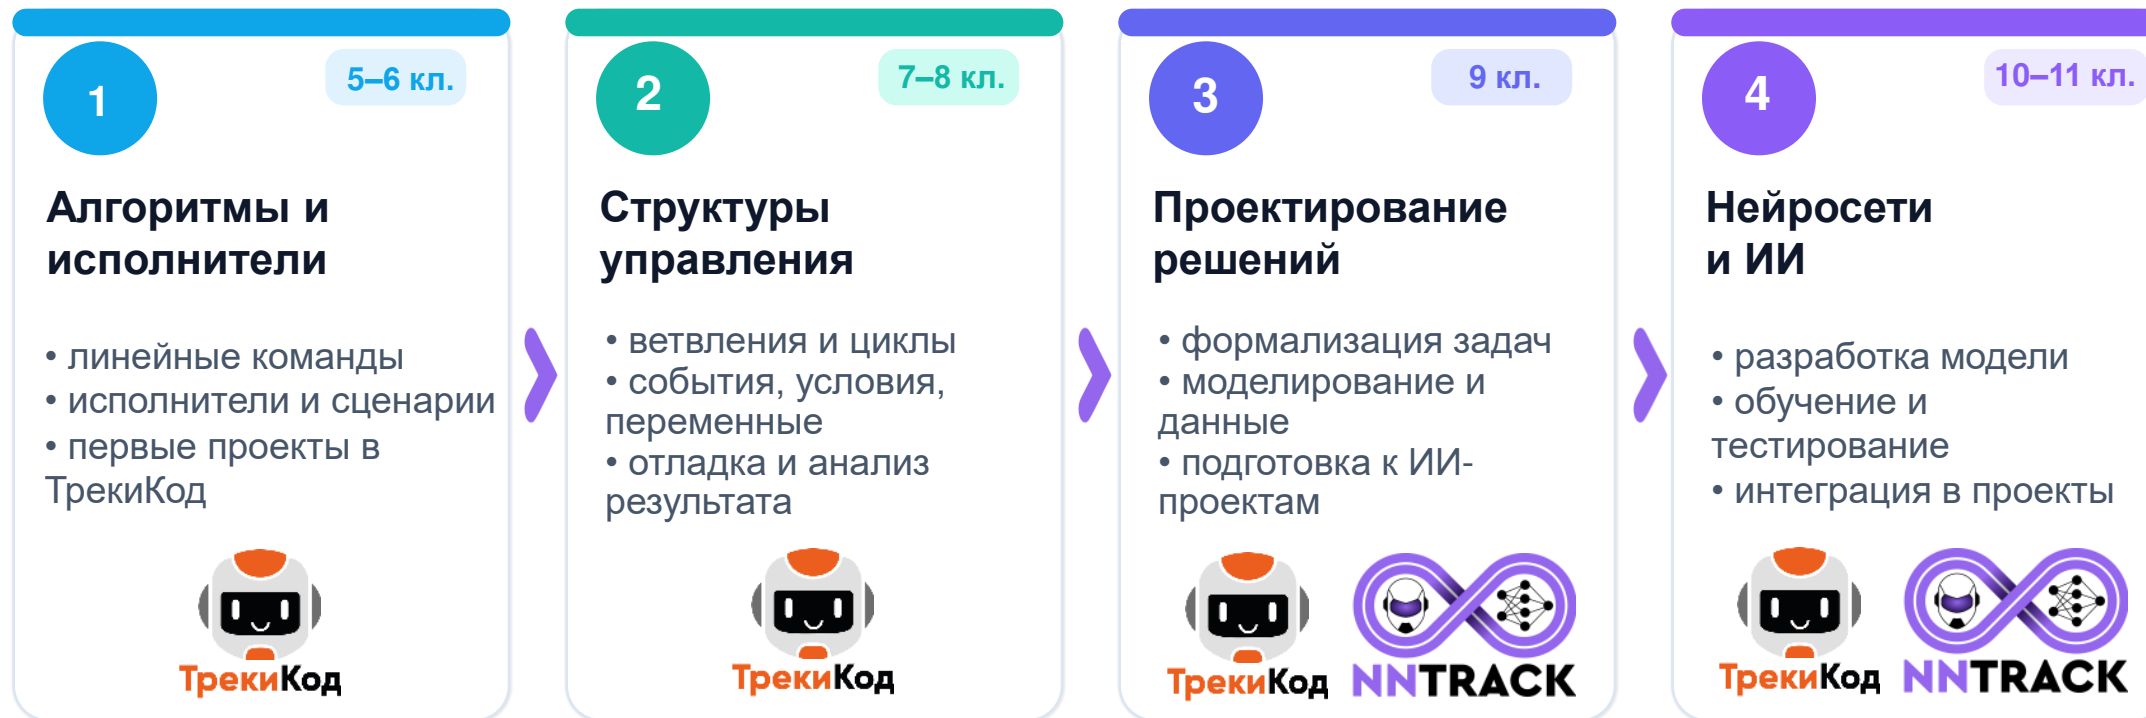 1
5–6 кл.
Алгоритмы и
исполнители
• линейные команды
• исполнители и сценарии
• первые проекты в
ТрекиКод
ТрекиКод
2
7–8 кл.
Структуры
управления
• ветвления и циклы
• события, условия,
переменные
• отладка и анализ
результата
ТрекиКод
3
9 кл.
Проектирование
решений
• формализация задач
• моделирование и
данные
• подготовка к ИИ-
проектам
ТрекиКод
NNTRACK
4
10–11 кл.
Нейросети
и ИИ
• разработка модели
• обучение и
тестирование
• интеграция в проекты
ТрекиКод
NNTRACK